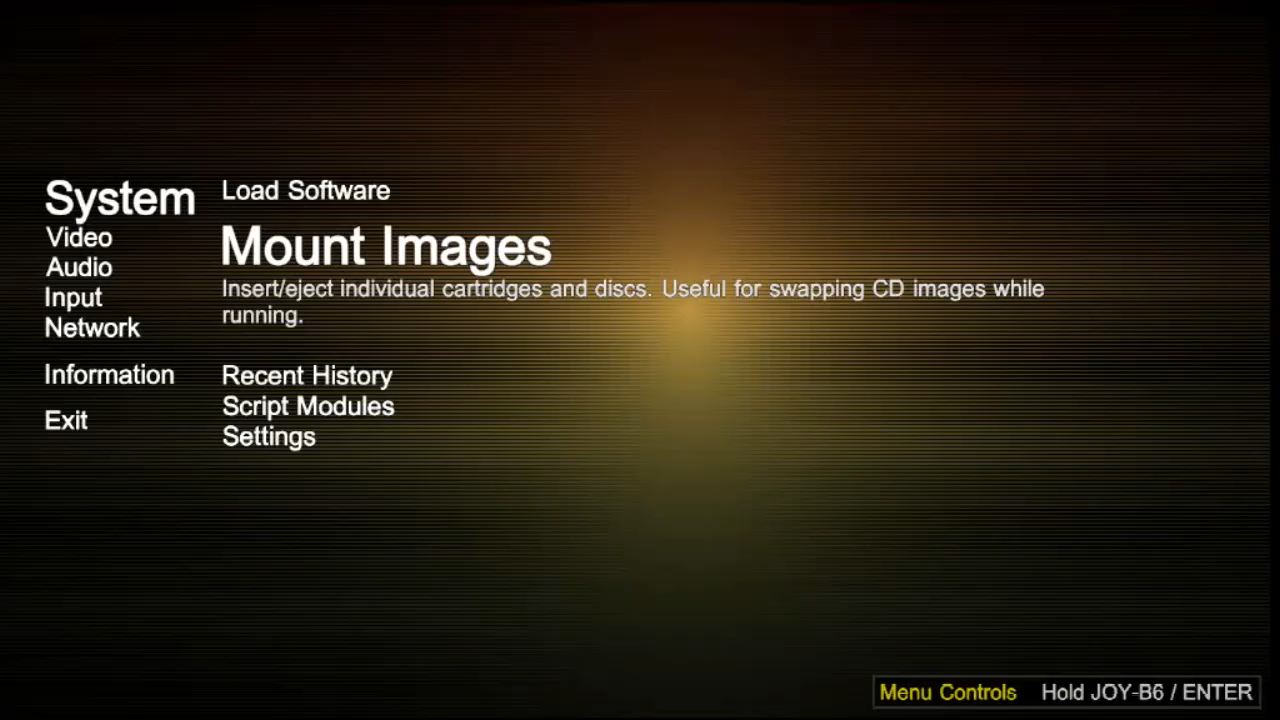 System
Video
Audio
Input
Network
Information
Exit
Load Software
Mount Images
Insert/eject individual cartridges and discs. Useful for swapping CD images while
running.
Recent History
Script Modules
Settings
Menu Controls Hold JOY-B6 / ENTER